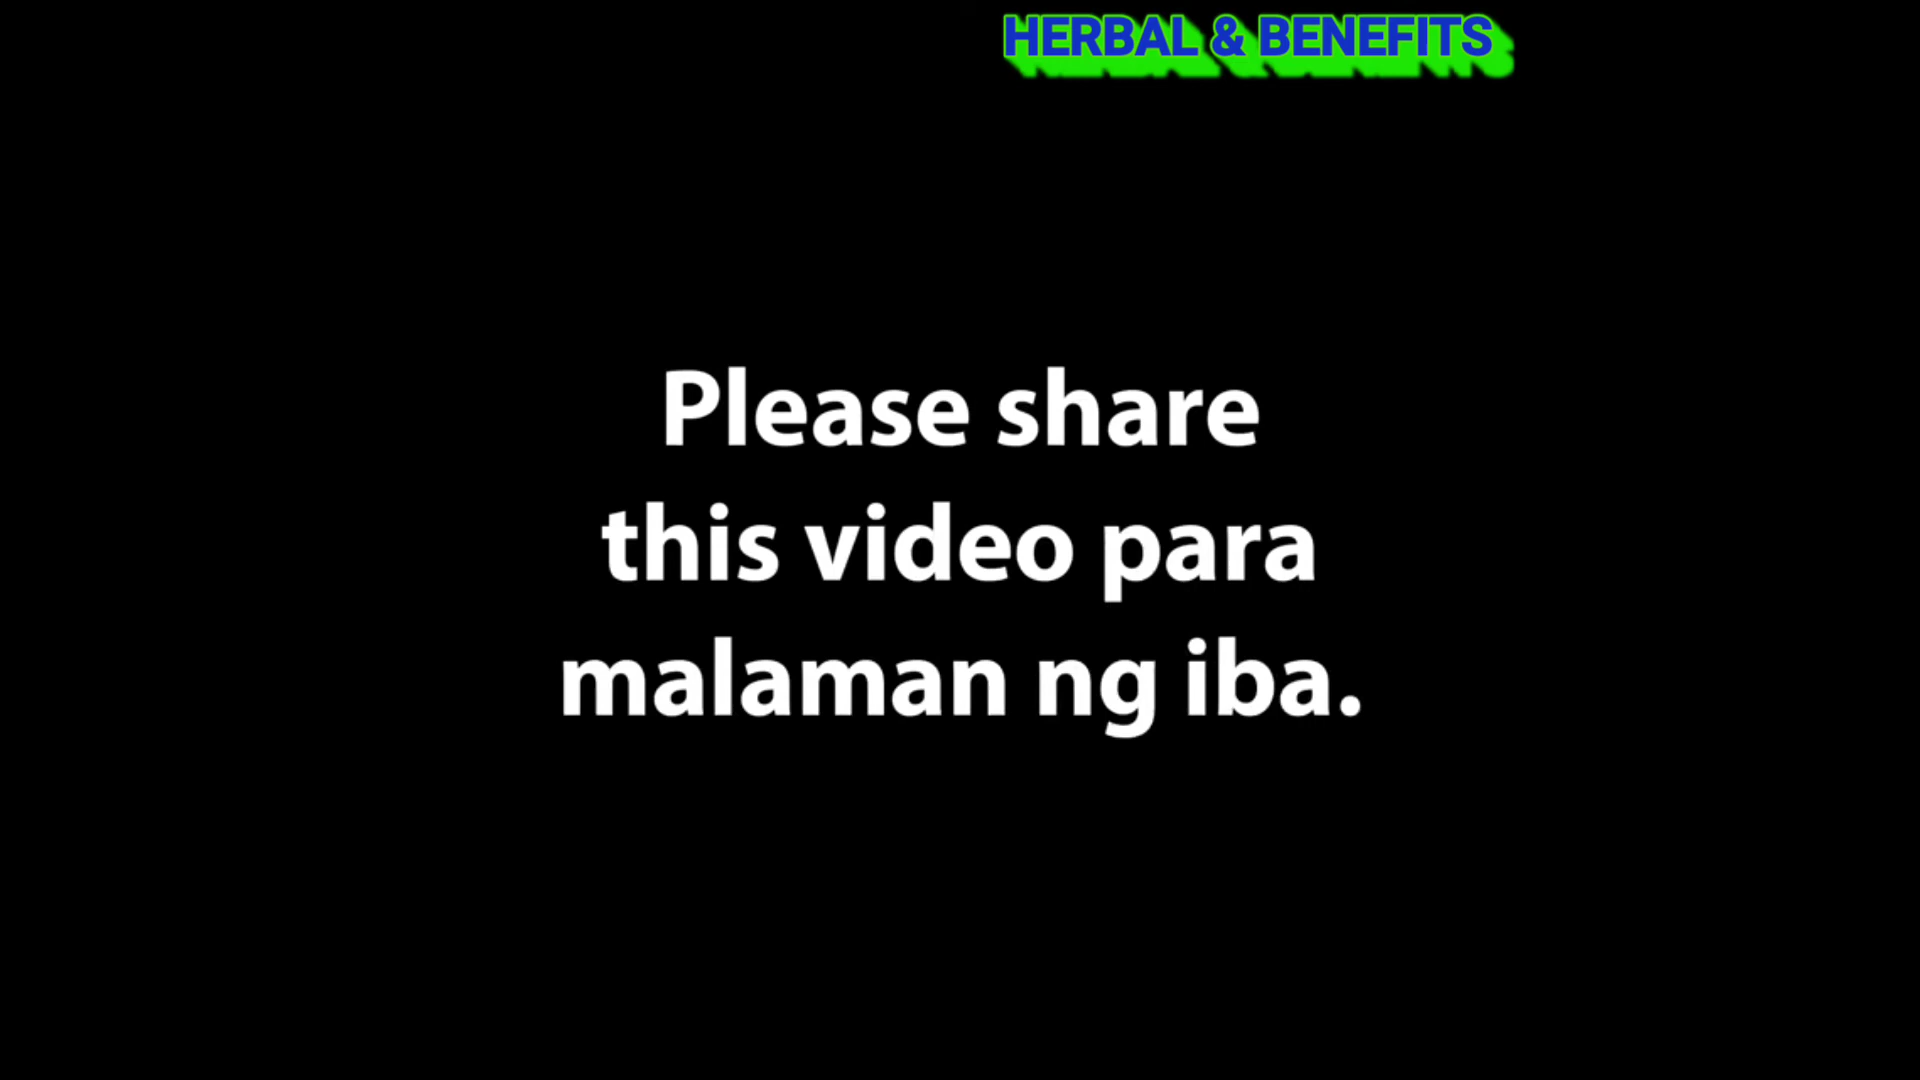 HERBAL & BENEFITS
Please share
this video para
malaman ng iba.